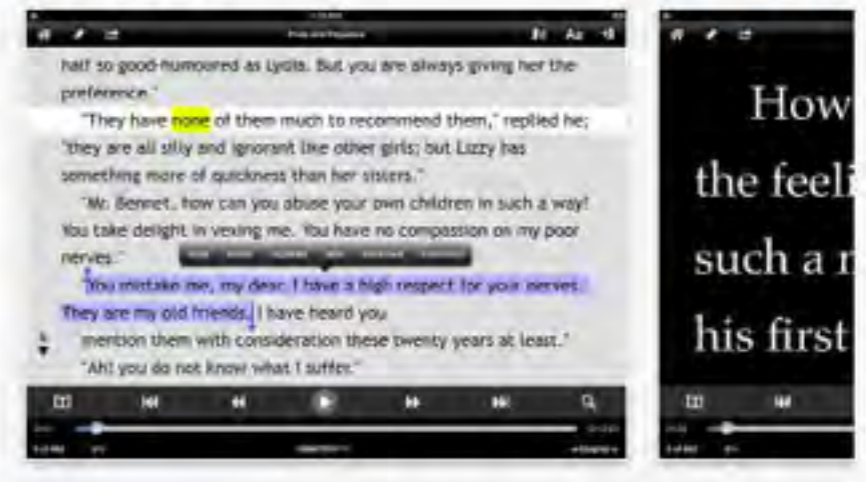 Pride and Prejudice
Aa
half so good-humoured as Lydia. But you are always giving her the
preference."
"They have none of them much to recommend them," replied he;
"they are all silly and ignorant like other girls; but Lizzy has
something more of quickness than her sisters."
"Mr. Bennet, how can you abuse your own children in such a way?
You take delight in vexing me. You have no compassion on my poor
nerves."
"You mistake me, my dear. I have a high respect for your nerves.
They are my old friends. I have heard you
mention them with consideration these twenty years at least."
"Ah! you do not know what I suffer."
How
the feeli
such a
his first